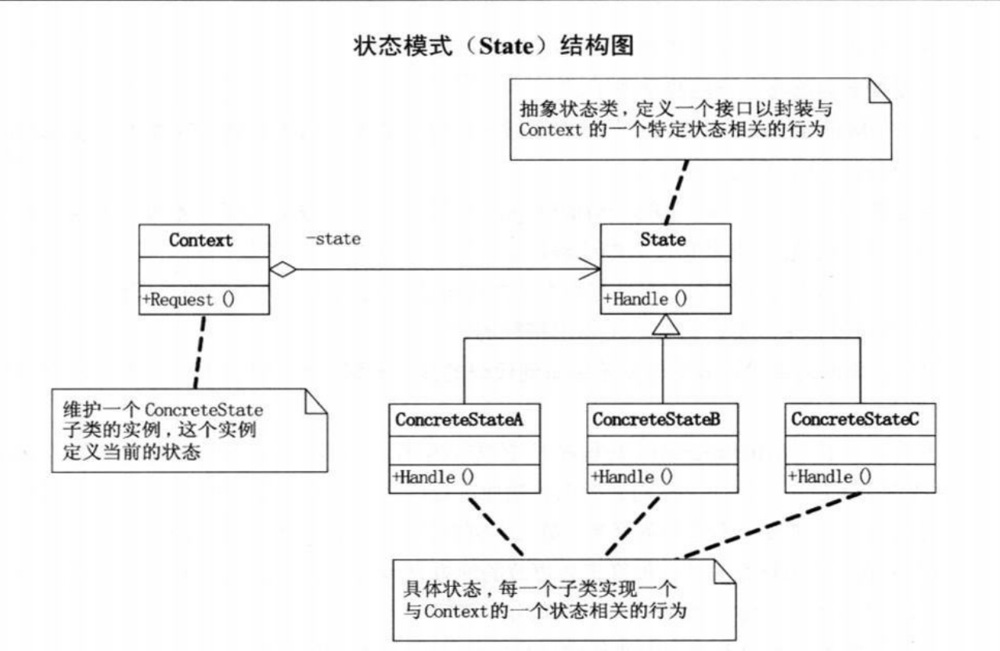 状态模式（State）结构图
抽象状态类，定义一个接口以封装与
Context 的一个特定状态相关的行为
Context
-state
State
+Request()
+Handle()
维护一个 ConcreteState
子类的实例，这个实例
定义当前的状态
ConcreteStateA
ConcreteStateB
ConcreteStateC
+Handle()
+Handle()
+Handle()
具体状态，每一个子类实现一个
与Context的一个状态相关的行为